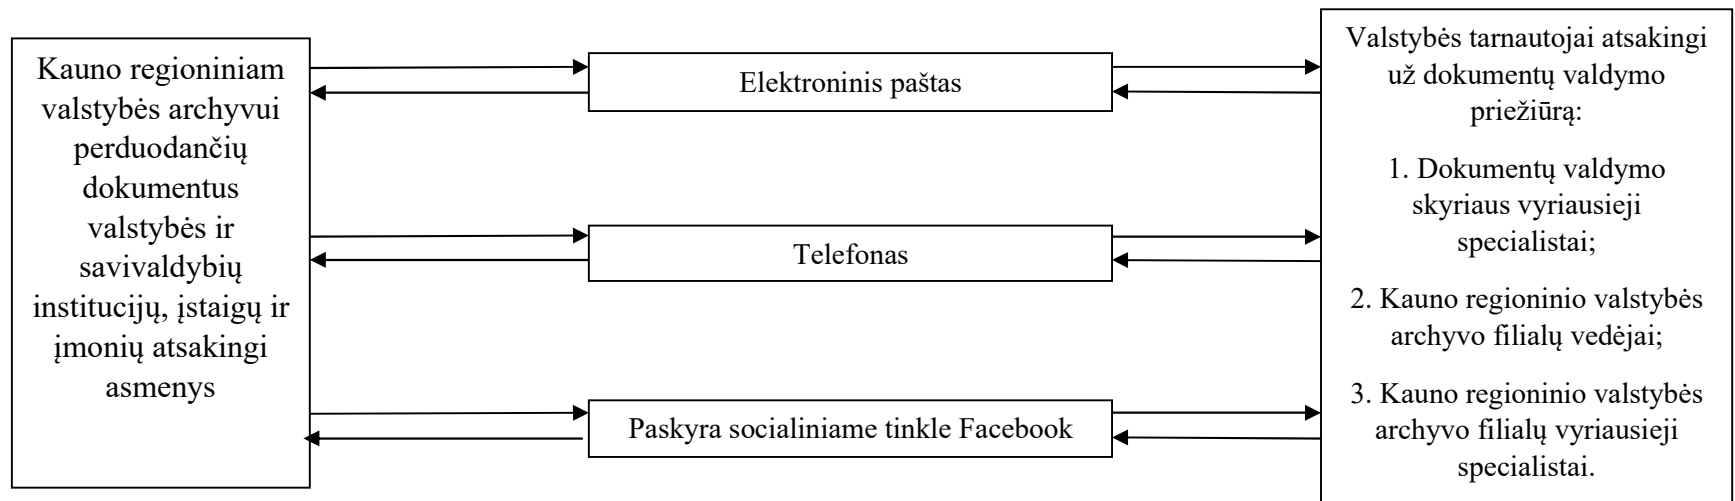 Kauno regioniniam
valstybės archyvui
perduodančių
dokumentus
valstybės ir
savivaldybių
institucijų, įstaigų ir
įmonių atsakingi
asmenys
Elektroninis paštas
Telefonas
Paskyra socialiniame tinkle Facebook
Valstybės tarnautojai atsakingi
už dokumentų valdymo
priežiūrą:
1. Dokumentų valdymo
skyriaus vyriausieji
specialistai;
2. Kauno regioninio valstybės
archyvo filialų vedėjai;
3. Kauno regioninio valstybės
archyvo filialų vyriausieji
specialistai.